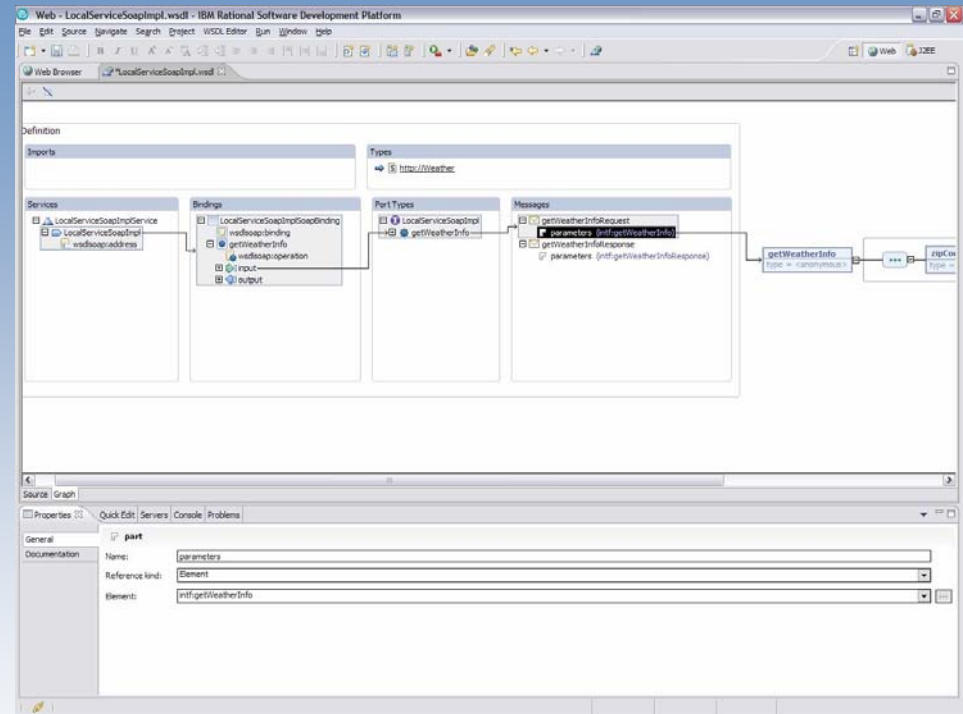 Web - LocalServiceSoapImpl.wsdl - IBM Rational Software Development Platform
File Edit Source Navigate Search Project WSDL Editor Run Window Help
Web J2EE
Web Browser *LocalServiceSoapImpl.wsdl
Definition
Imports
Types
http://Weather
Services
LocalServiceSoapImplService
LocalServiceSoapImpl
wsdlsoap:address
Bindings
LocalServiceSoapImplSoapBinding
wsdlsoap:binding
getWeatherInfo
wsdlsoap:operation
input
output
Port Types
LocalServiceSoapImpl
getWeatherInfo
Messages
getWeatherInfoRequest
parameters (intf:getWeatherInfo)
getWeatherInfoResponse
parameters (intf:getWeatherInfoResponse)
getWeatherInfo
type = <anonymous>
zipCo
type =
Source Graph
Properties Quick Edit Servers Console Problems
General
Documentation
part
Name: parameters
Reference kind: Element
Element: intf:getWeatherInfo